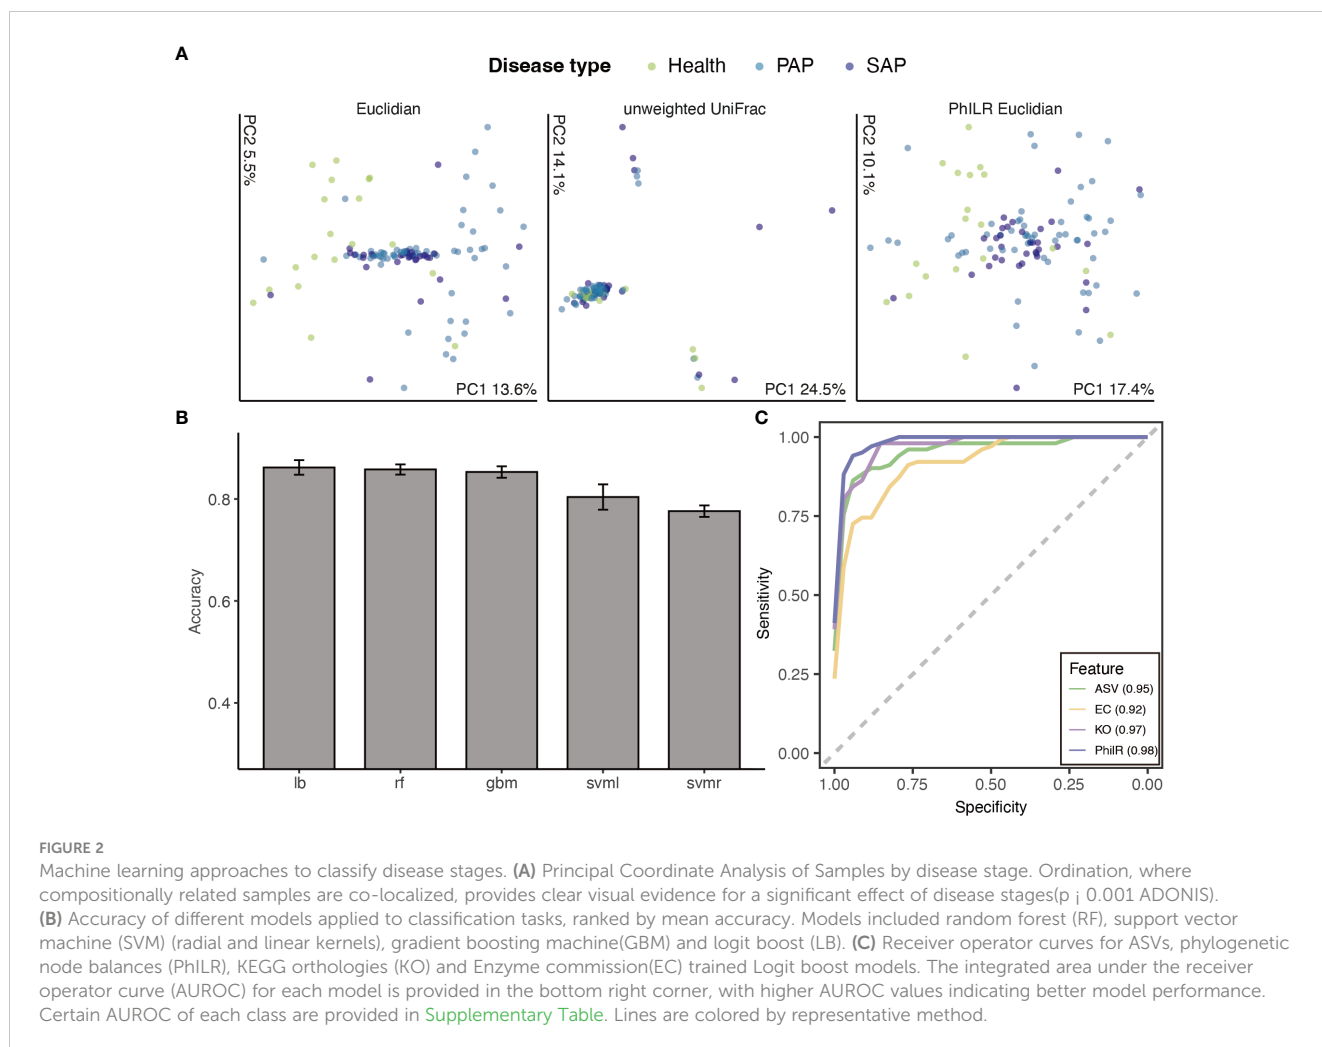 A
Disease type Health PAP SAP
Euclidian
unweighted UniFrac
PhILR Euclidian
PC2 5.5%
PC1 13.6%
PC2 14.1%
PC1 24.5%
PC2 10.1%
PC1 17.4%
B
Accuracy
0.8
0.6
0.4
lb rf gbm svml svmr
C
Sensitivity
1.00
0.75
0.50
0.25
0.00
1.00 0.75 0.50 0.25 0.00
Specificity
Feature
ASV (0.95)
EC (0.92)
KO (0.97)
PhilR (0.98)
FIGURE 2
Machine learning approaches to classify disease stages. (A) Principal Coordinate Analysis of Samples by disease stage. Ordination, where
compositionally related samples are co-localized, provides clear visual evidence for a significant effect of disease stages(p ¡ 0.001 ADONIS).
(B) Accuracy of different models applied to classification tasks, ranked by mean accuracy. Models included random forest (RF), support vector
machine (SVM) (radial and linear kernels), gradient boosting machine(GBM) and logit boost (LB). (C) Receiver operator curves for ASVs, phylogenetic
node balances (PhILR), KEGG orthologies (KO) and Enzyme commission(EC) trained Logit boost models. The integrated area under the receiver
operator curve (AUROC) for each model is provided in the bottom right corner, with higher AUROC values indicating better model performance.
Certain AUROC of each class are provided in Supplementary Table. Lines are colored by representative method.